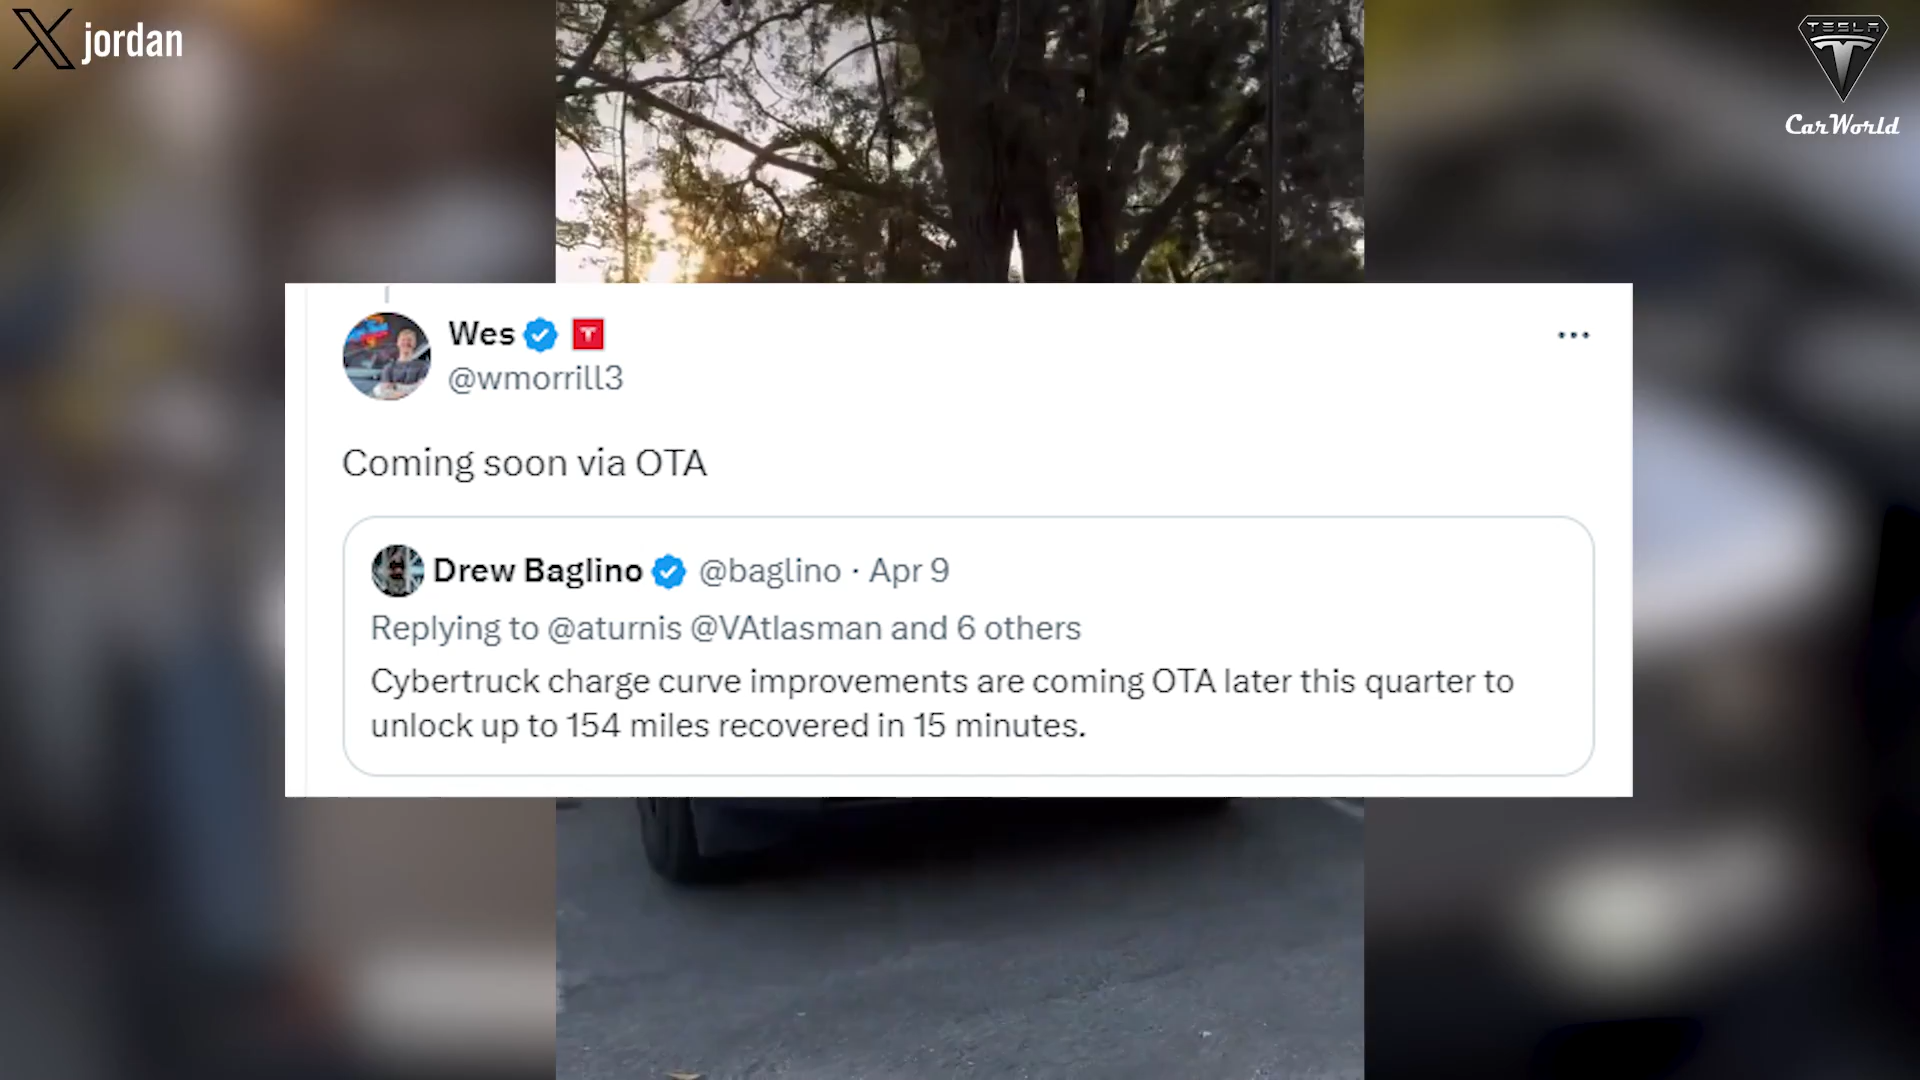 X jordan
TESLA
CarWorld
Wes
@wmorrill3
Coming soon via OTA
Drew Baglino @baglino · Apr 9
Replying to @aturnis @VAtlasman and 6 others
Cybertruck charge curve improvements are coming OTA later this quarter to
unlock up to 154 miles recovered in 15 minutes.